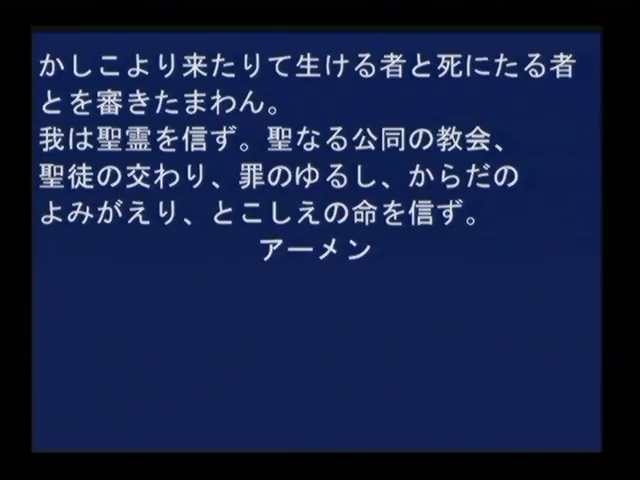 かしこより来たりて生ける者と死にたる者
とを審きたまわん。
我は聖霊を信ず。聖なる公同の教会、
聖徒の交わり、罪のゆるし、からだの
よみがえり、とこしえの命を信ず。
アーメン